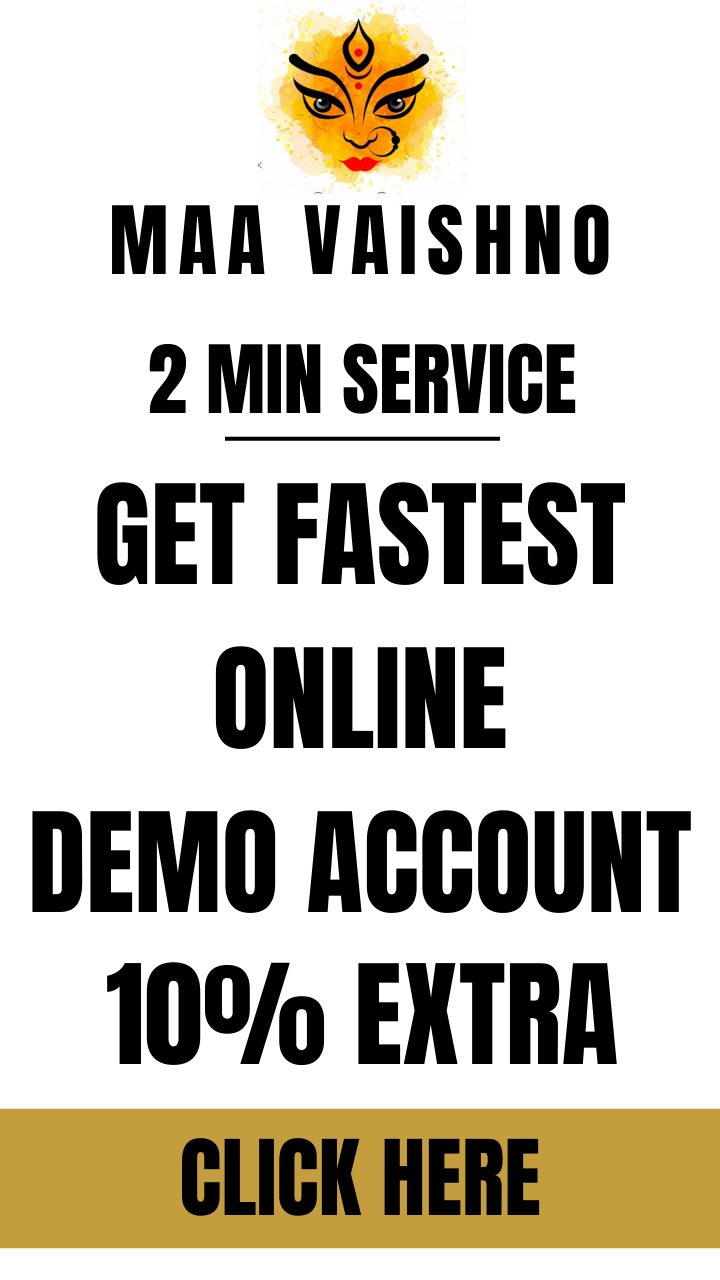 MAA VAISHNO
2 MIN SERVICE
GET FASTEST
ONLINE
DEMO ACCOUNT
10% EXTRA
CLICK HERE